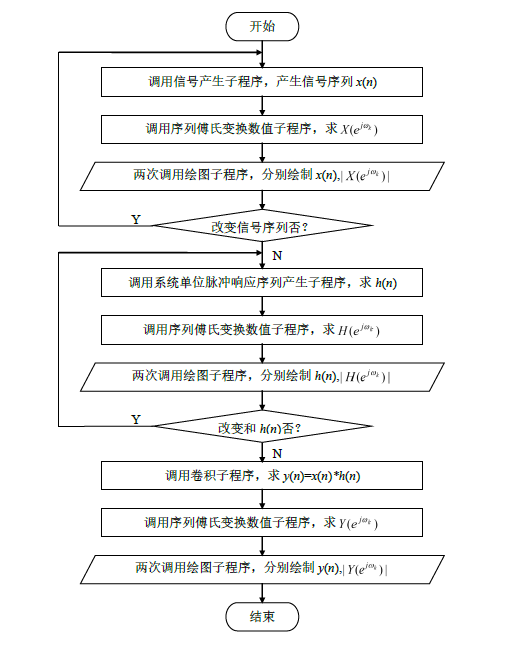 开始
调用信号产生子程序，产生信号序列 x(n)
调用序列傅氏变换数值子程序，求 X(e^{jω_k})
两次调用绘图子程序，分别绘制 x(n),| X(e^{jω_k}) |
Y
改变信号序列否？
N
调用系统单位脉冲响应序列产生子程序，求 h(n)
调用序列傅氏变换数值子程序，求 H(e^{jω_k})
两次调用绘图子程序，分别绘制 h(n),| H(e^{jω_k}) |
Y
改变和 h(n)否？
N
调用卷积子程序，求 y(n)=x(n)*h(n)
调用序列傅氏变换数值子程序，求 Y(e^{jω_k})
两次调用绘图子程序，分别绘制 y(n),| Y(e^{jω_k}) |
结束